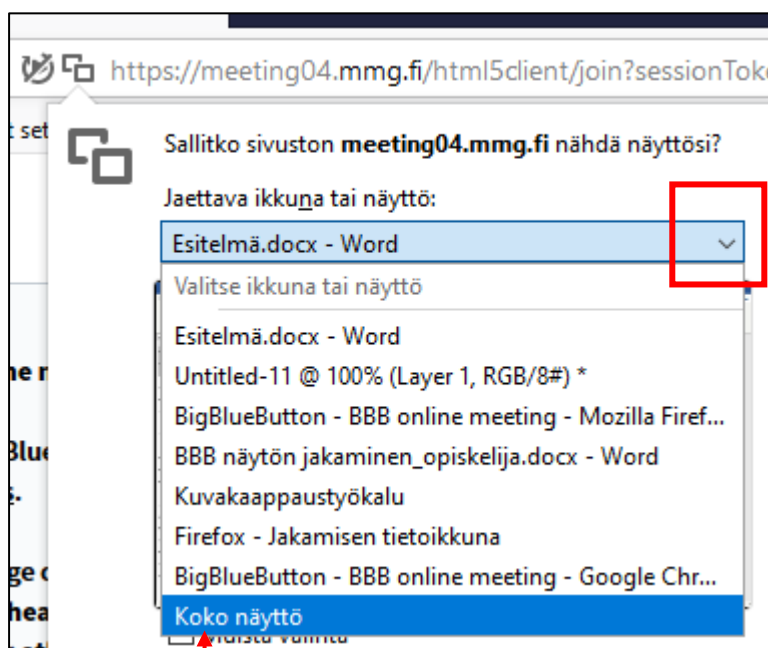 https://meeting04.mmg.fi/html5client/join?sessionTok
t set
Sallitko sivuston meeting04.mmg.fi nähdä näyttösi?
Jaettava ikkuna tai näyttö:
Esitelmä.docx - Word
Valitse ikkuna tai näyttö
Esitelmä.docx - Word
Untitled-11 @ 100% (Layer 1, RGB/8#) *
BigBlueButton - BBB online meeting - Mozilla Firef...
BBB näytön jakaminen_opiskelija.docx - Word
Kuvakaappaustyökalu
Firefox - Jakamisen tietoikkuna
BigBlueButton - BBB online meeting - Google Chr...
Koko näyttö